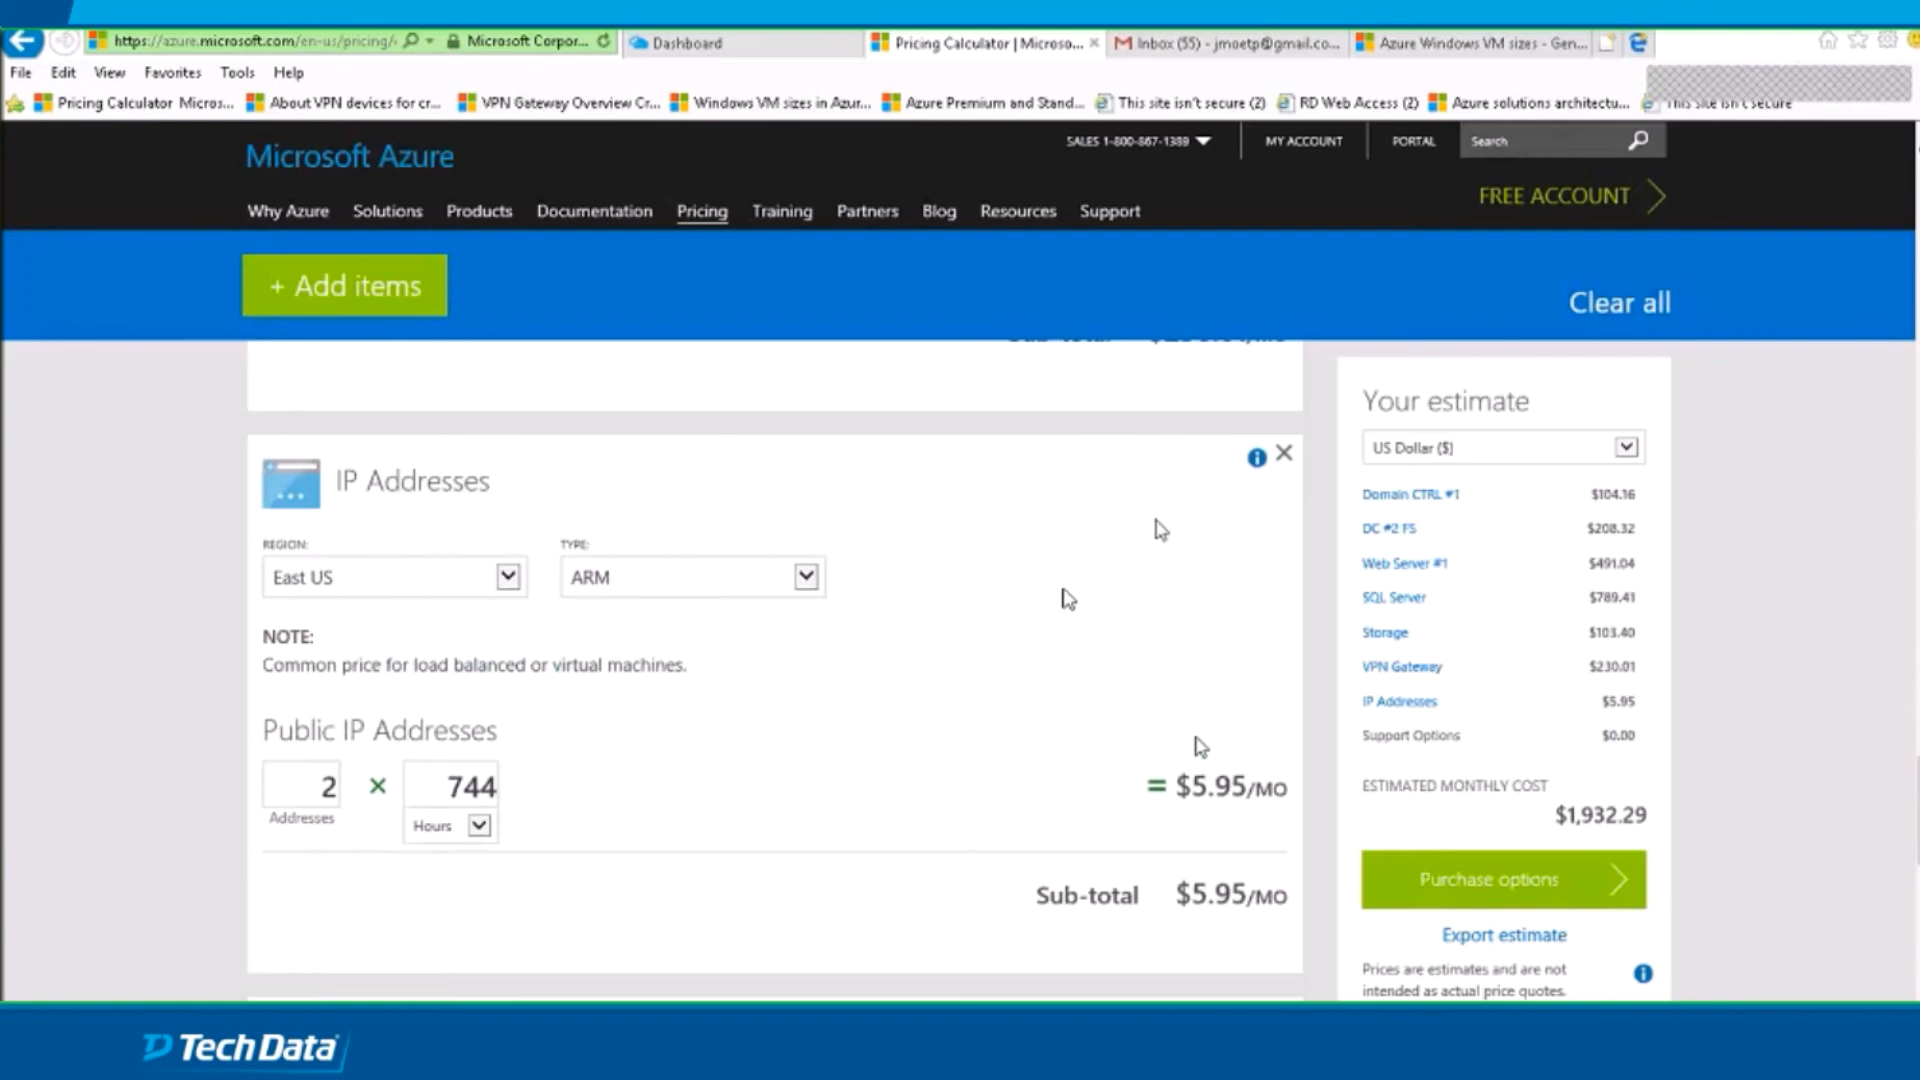 https://azure.microsoft.com/en-us/pricing/
Microsoft Corpor...
Dashboard
Pricing Calculator | Microso...
Inbox (55) - jmoetp@gmail.co...
Azure Windows VM sizes - Gen...
File Edit View Favorites Tools Help
Pricing Calculator Micros...
About VPN devices for cr...
VPN Gateway Overview Cr...
Windows VM sizes in Azur...
Azure Premium and Stand...
This site isn't secure (2)
RD Web Access (2)
Azure solutions architectu...
This site isn't secure
Microsoft Azure
SALES 1-800-867-1389
MY ACCOUNT
PORTAL
Search
FREE ACCOUNT
Why Azure Solutions Products Documentation Pricing Training Partners Blog Resources Support
+ Add items
Clear all
IP Addresses
REGION:
East US
TYPE:
ARM
NOTE:
Common price for load balanced or virtual machines.
Public IP Addresses
2 × 744 = $5.95/MO
Addresses
Hours
Sub-total $5.95/MO
Your estimate
US Dollar ($)
Domain CTRL #1 $104.16
DC #2 FS $208.32
Web Server #1 $491.04
SQL Server $789.41
Storage $103.40
VPN Gateway $230.01
IP Addresses $5.95
Support Options $0.00
ESTIMATED MONTHLY COST
$1,932.29
Purchase options
Export estimate
Prices are estimates and are not
intended as actual price quotes.
Tech Data